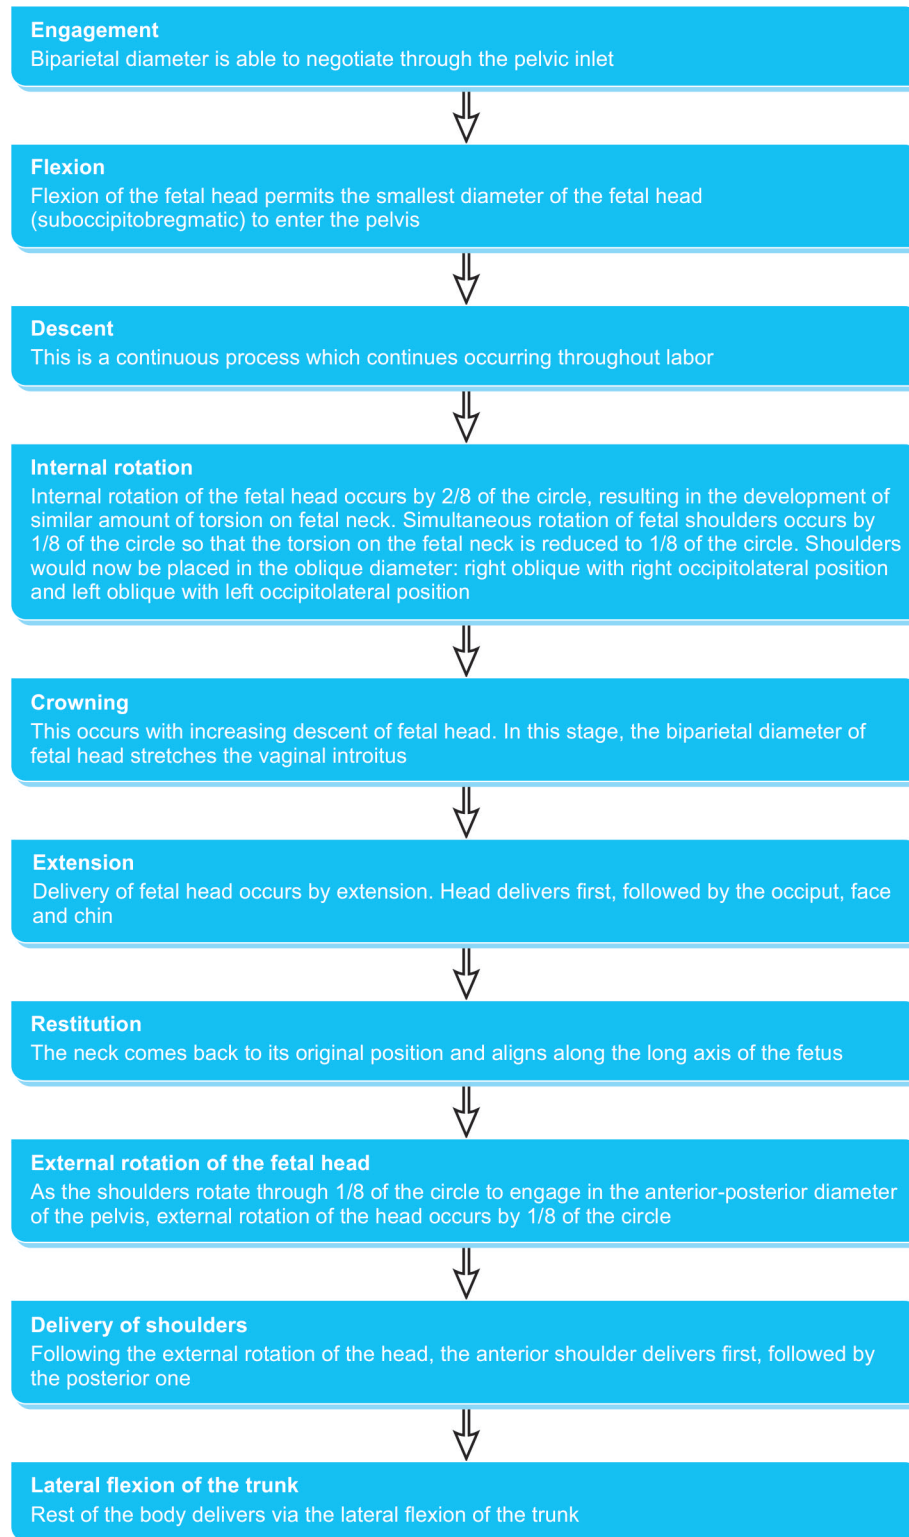 Engagement
Biparietal diameter is able to negotiate through the pelvic inlet
Flexion
Flexion of the fetal head permits the smallest diameter of the fetal head
(suboccipitobregmatic) to enter the pelvis
Descent
This is a continuous process which continues occurring throughout labor
Internal rotation
Internal rotation of the fetal head occurs by 2/8 of the circle, resulting in the development of
similar amount of torsion on fetal neck. Simultaneous rotation of fetal shoulders occurs by
1/8 of the circle so that the torsion on the fetal neck is reduced to 1/8 of the circle. Shoulders
would now be placed in the oblique diameter: right oblique with right occipitolateral position
and left oblique with left occipitolateral position
Crowning
This occurs with increasing descent of fetal head. In this stage, the biparietal diameter of
fetal head stretches the vaginal introitus
Extension
Delivery of fetal head occurs by extension. Head delivers first, followed by the occiput, face
and chin
Restitution
The neck comes back to its original position and aligns along the long axis of the fetus
External rotation of the fetal head
As the shoulders rotate through 1/8 of the circle to engage in the anterior-posterior diameter
of the pelvis, external rotation of the head occurs by 1/8 of the circle
Delivery of shoulders
Following the external rotation of the head, the anterior shoulder delivers first, followed by
the posterior one
Lateral flexion of the trunk
Rest of the body delivers via the lateral flexion of the trunk